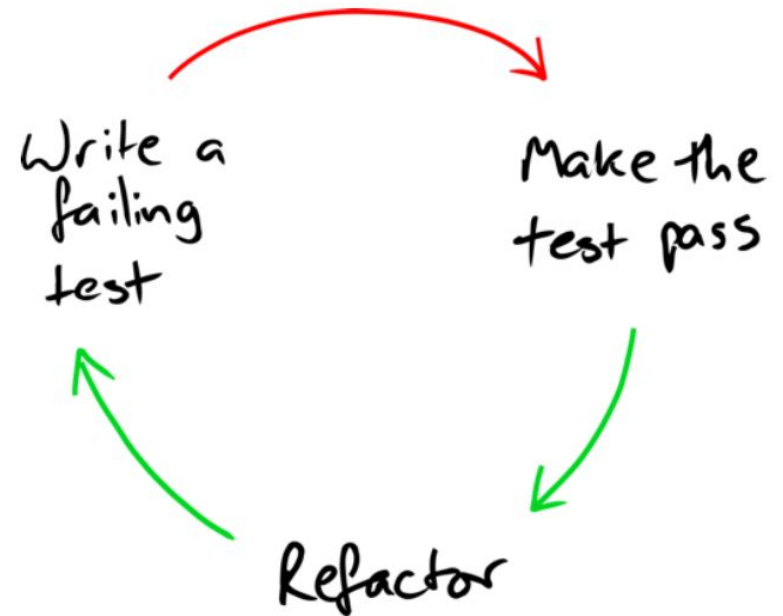 Write a
failing
test
Make the
test pass
Refactor